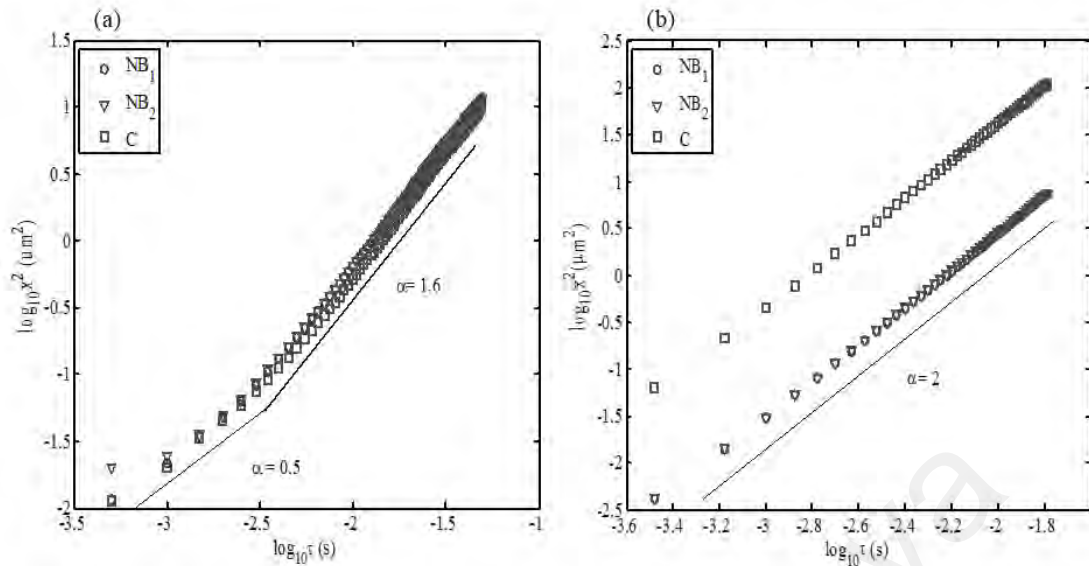 (a)
NB1
NB2
C
1.5
1
0.5
0
-0.5
-1
-1.5
-2
log10x2 (µm2)
α= 1.6
α = 0.5
-3.5 -3 -2.5 -2 -1.5 -1
log10τ (s)
(b)
NB1
NB2
C
2.5
2
1.5
1
0.5
0
-0.5
-1
-1.5
-2
-2.5
log10x2 (µm2)
α = 2
-3.6 -3.4 -3.2 -3 -2.8 -2.6 -2.4 -2.2 -2 -1.8
log10τ (s)